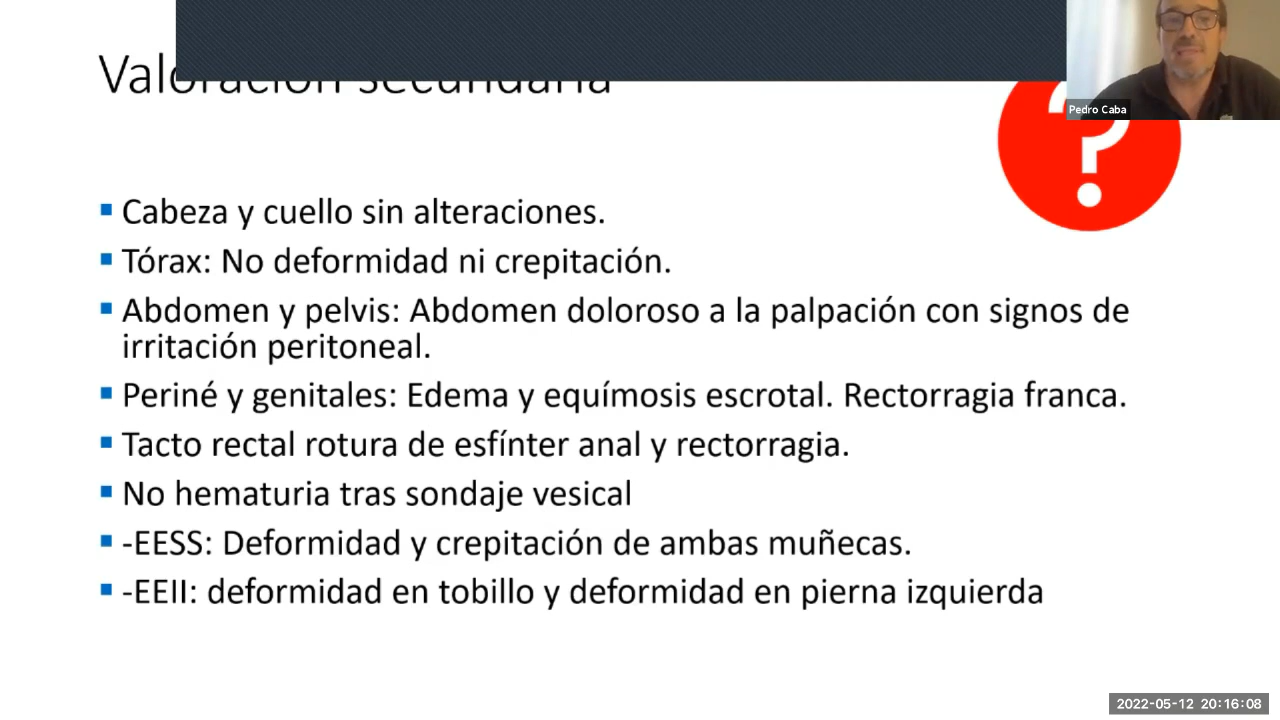 Valoración secundaria
Pedro Caba
Cabeza y cuello sin alteraciones.
Tórax: No deformidad ni crepitación.
Abdomen y pelvis: Abdomen doloroso a la palpación con signos de
irritación peritoneal.
Periné y genitales: Edema y equímosis escrotal. Rectorragia franca.
Tacto rectal rotura de esfínter anal y rectorragia.
No hematuria tras sondaje vesical
-EESS: Deformidad y crepitación de ambas muñecas.
-EEII: deformidad en tobillo y deformidad en pierna izquierda
2022-05-12 20:16:08